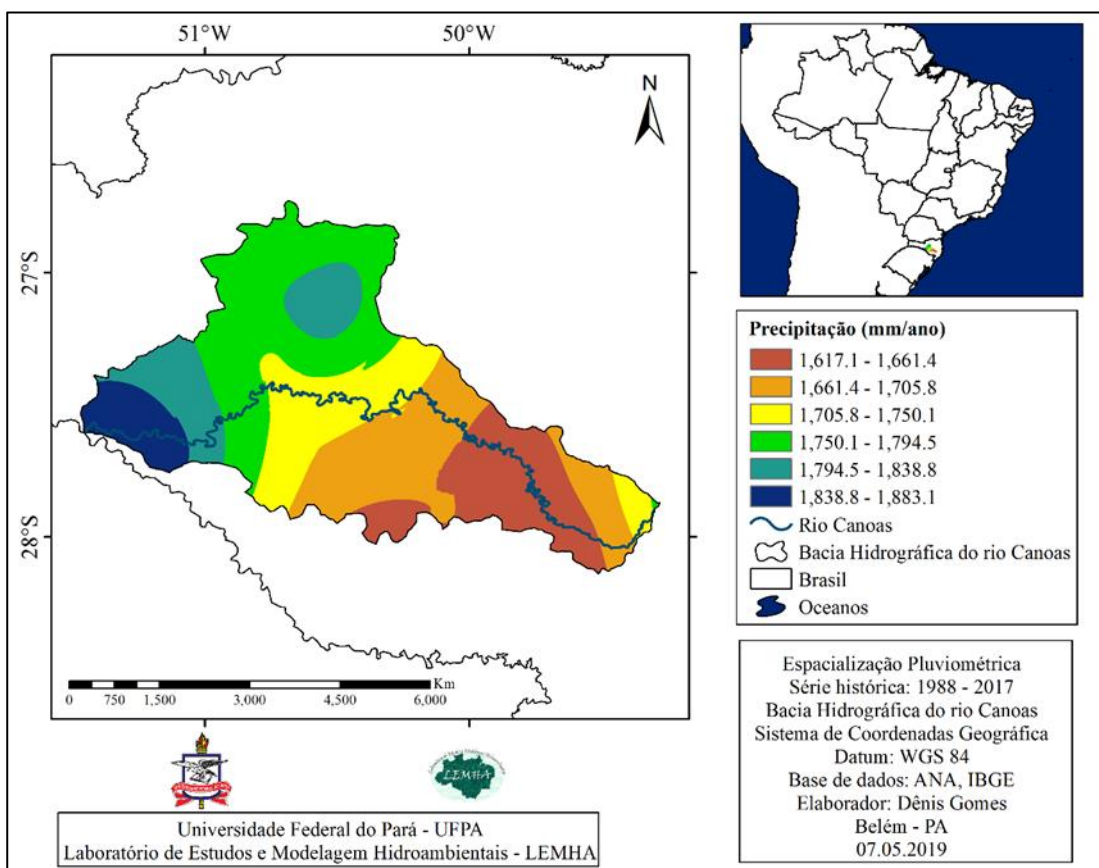 51°W 50°W
N
27°S
28°S
Km
0 750 1,500 3,000 4,500 6,000
Precipitação (mm/ano)
1,617.1 - 1,661.4
1,661.4 - 1,705.8
1,705.8 - 1,750.1
1,750.1 - 1,794.5
1,794.5 - 1,838.8
1,838.8 - 1,883.1
Rio Canoas
Bacia Hidrográfica do rio Canoas
Brasil
Oceanos
Espacialização Pluviométrica
Série histórica: 1988 - 2017
Bacia Hidrográfica do rio Canoas
Sistema de Coordenadas Geográfica
Datum: WGS 84
Base de dados: ANA, IBGE
Elaborador: Dênis Gomes
Belém - PA
07.05.2019
LEMHA
Universidade Federal do Pará - UFPA
Laboratório de Estudos e Modelagem Hidroambientais - LEMHA